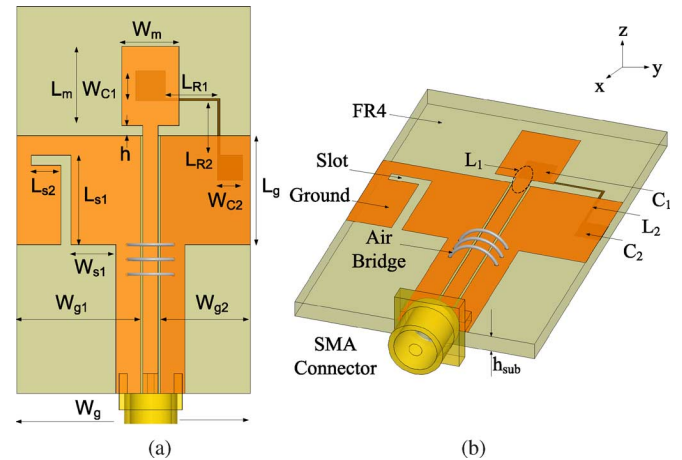 W_m
L_m
W_C1
L_R1
h
L_R2
W_C2
L_g
L_s2
L_s1
W_s1
W_g1
W_g2
W_g
(a)
z
x
y
FR4
L_1
Slot
C_1
Ground
L_2
Air
Bridge
C_2
SMA
Connector
h_sub
(b)